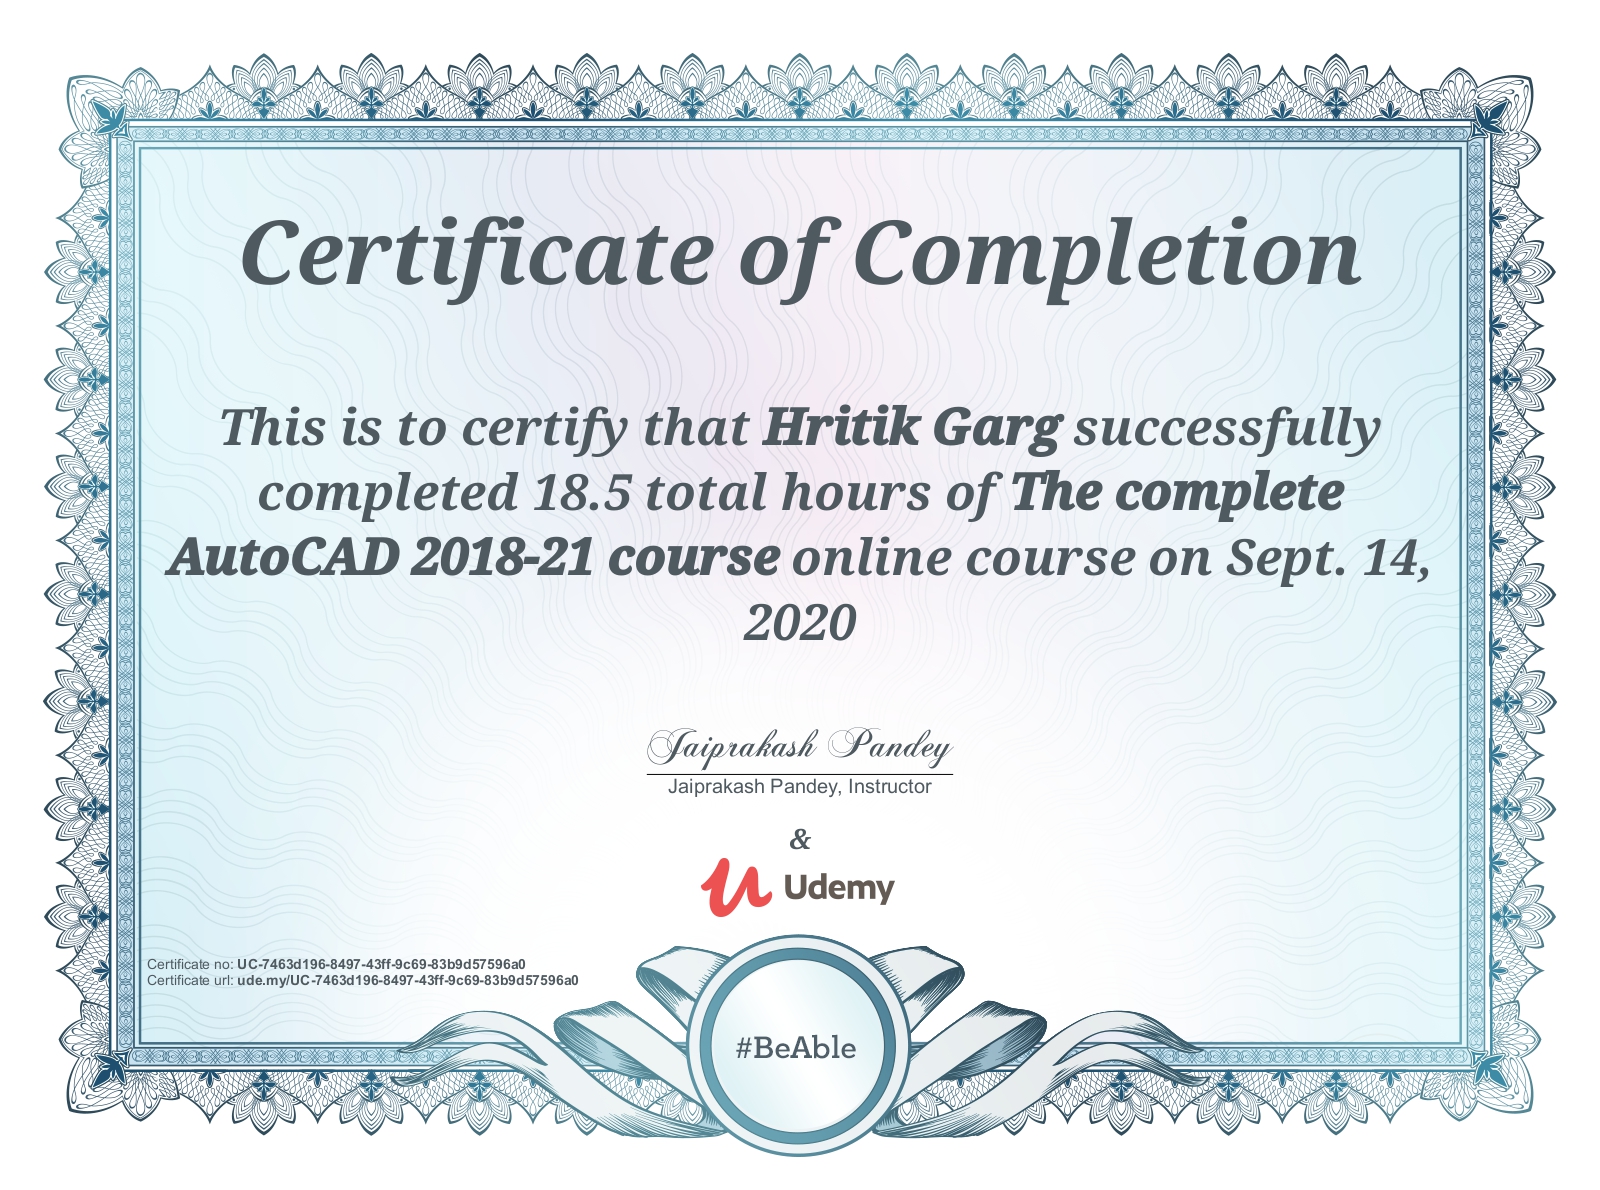 Certificate of Completion
This is to certify that Hritik Garg successfully
completed 18.5 total hours of The complete
AutoCAD 2018-21 course online course on Sept. 14,
2020
Jaiprakash Pandey
Jaiprakash Pandey, Instructor
&
Udemy
Certificate no: UC-7463d196-8497-43ff-9c69-83b9d57596a0
Certificate url: ude.my/UC-7463d196-8497-43ff-9c69-83b9d57596a0
#BeAble